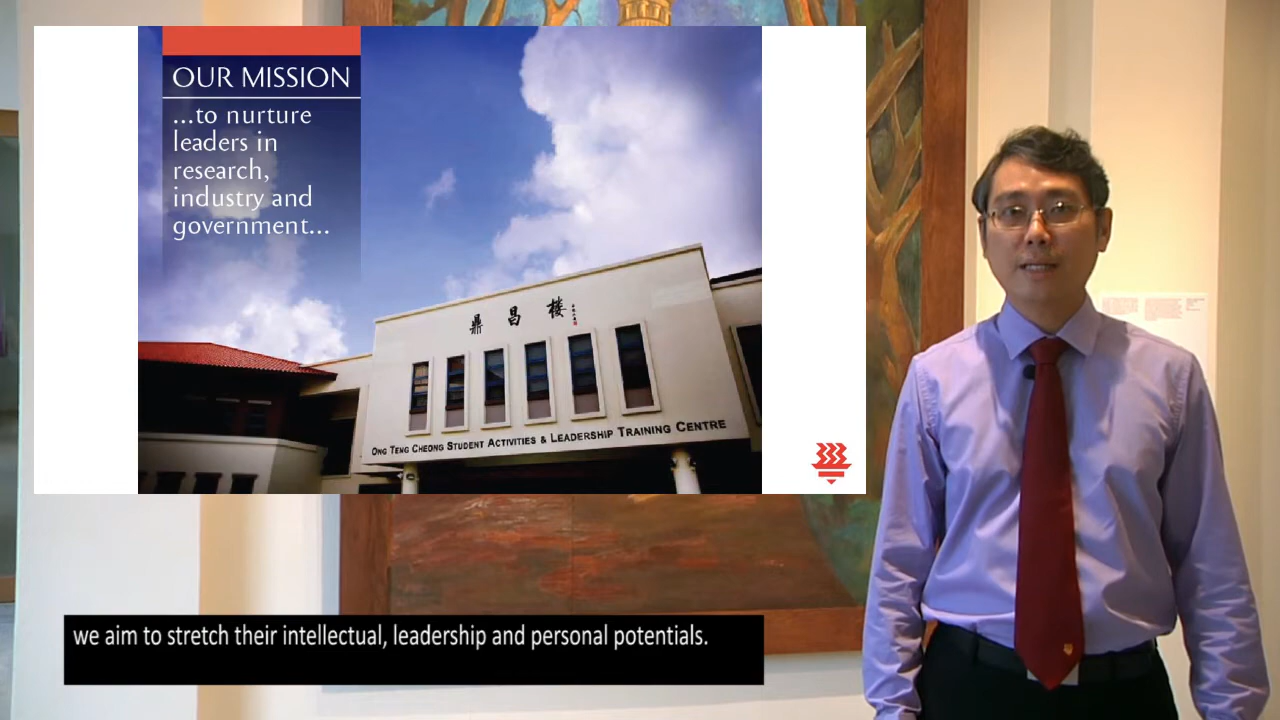 OUR MISSION
...to nurture
leaders in
research,
industry and
government...
鼎昌楼
ONG TENG CHEONG STUDENT ACTIVITIES & LEADERSHIP TRAINING CENTRE
we aim to stretch their intellectual, leadership and personal potentials.